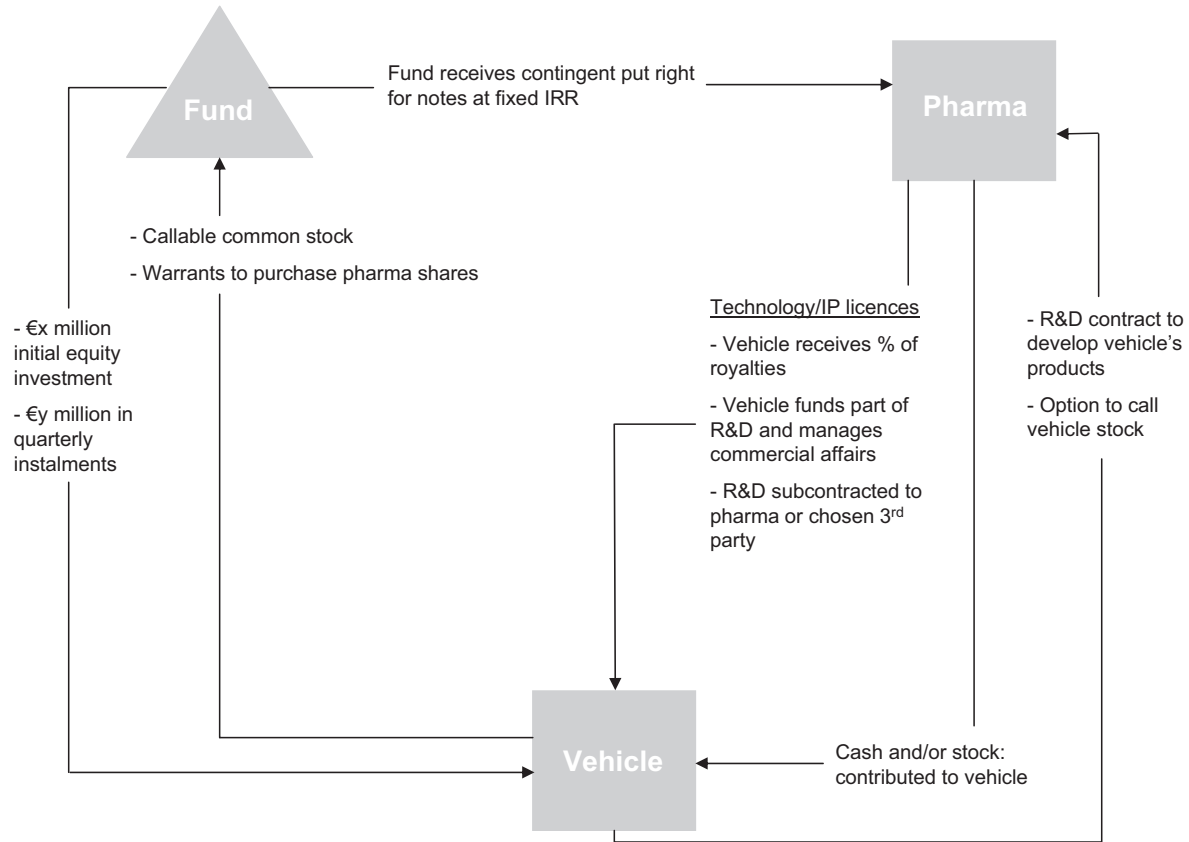 Fund
Fund receives contingent put right
for notes at fixed IRR
Pharma
- Callable common stock
- Warrants to purchase pharma shares
- €x million
initial equity
investment
- €y million in
quarterly
instalments
Technology/IP licences
- Vehicle receives % of
royalties
- Vehicle funds part of
R&D and manages
commercial affairs
- R&D subcontracted to
pharma or chosen 3rd
party
- R&D contract to
develop vehicle's
products
- Option to call
vehicle stock
Vehicle
Cash and/or stock:
contributed to vehicle